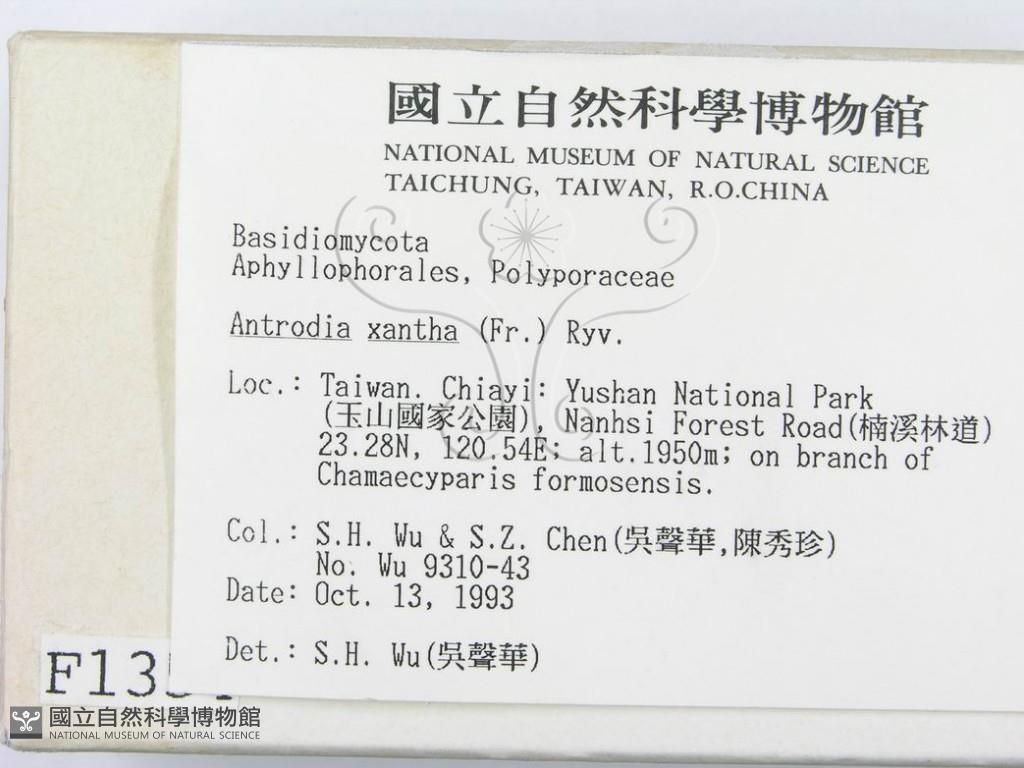 國立自然科學博物館
NATIONAL MUSEUM OF NATURAL SCIENCE
TAICHUNG, TAIWAN, R.O.CHINA
Basidiomycota
Aphyllophorales, Polyporaceae
Antrodia xantha (Fr.) Ryv.
Loc.: Taiwan. Chiayi: Yushan National Park
(玉山國家公園), Nanhsi Forest Road(楠溪林道)
23.28N, 120.54E; alt.1950m; on branch of
Chamaecyparis formosensis.
Col.: S.H. Wu & S.Z. Chen(吳聲華,陳秀珍)
No. Wu 9310-43
Date: Oct. 13, 1993
Det.: S.H. Wu(吳聲華)
國立自然科學博物館
NATIONAL MUSEUM OF NATURAL SCIENCE